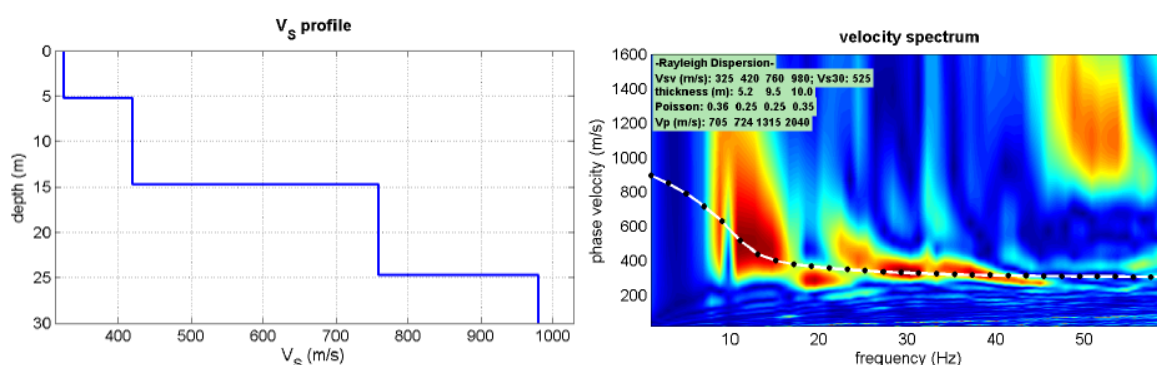 V_S profile
0
5
10
15
20
25
30
depth (m)
400 500 600 700 800 900 1000
V_S (m/s)
velocity spectrum
1600
1400
1200
1000
800
600
400
200
phase velocity (m/s)
-Rayleigh Dispersion-
Vsv (m/s): 325 420 760 980; Vs30: 525
thickness (m): 5.2 9.5 10.0
Poisson: 0.36 0.25 0.25 0.35
Vp (m/s): 705 724 1315 2040
10 20 30 40 50
frequency (Hz)